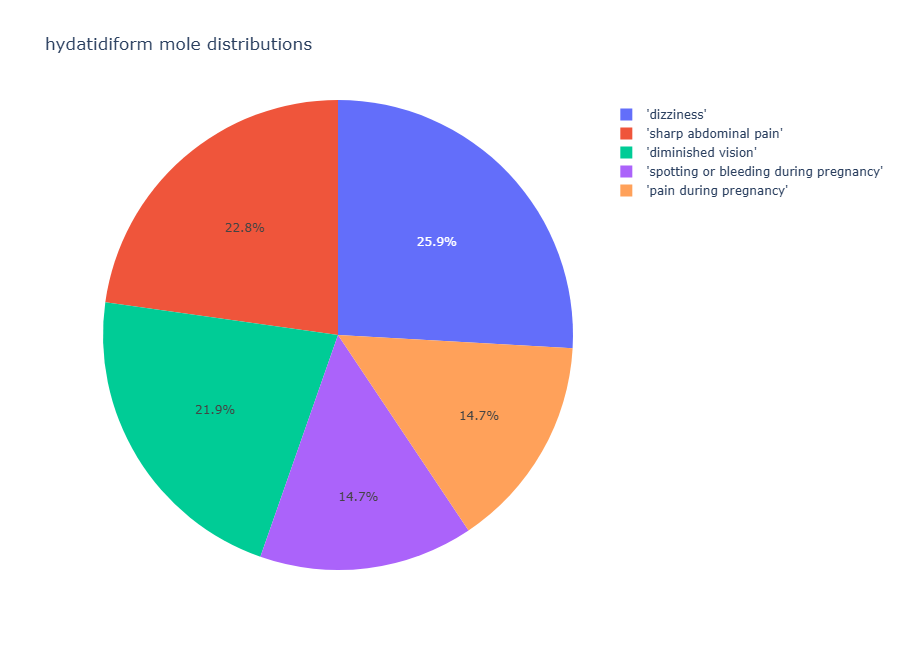 hydatidiform mole distributions
'dizziness'
'sharp abdominal pain'
'diminished vision'
'spotting or bleeding during pregnancy'
'pain during pregnancy'
22.8%
25.9%
21.9%
14.7%
14.7%